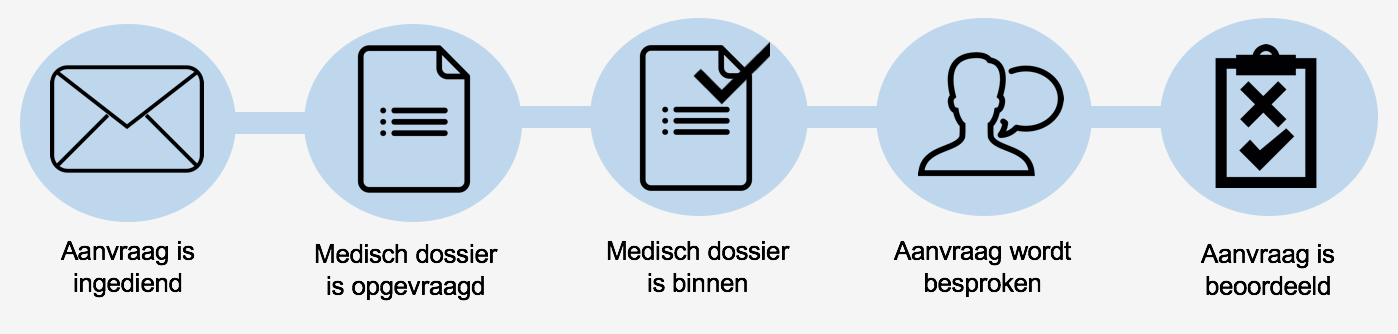 Aanvraag is
ingediend
Medisch dossier
is opgevraagd
Medisch dossier
is binnen
Aanvraag wordt
besproken
Aanvraag is
beoordeeld